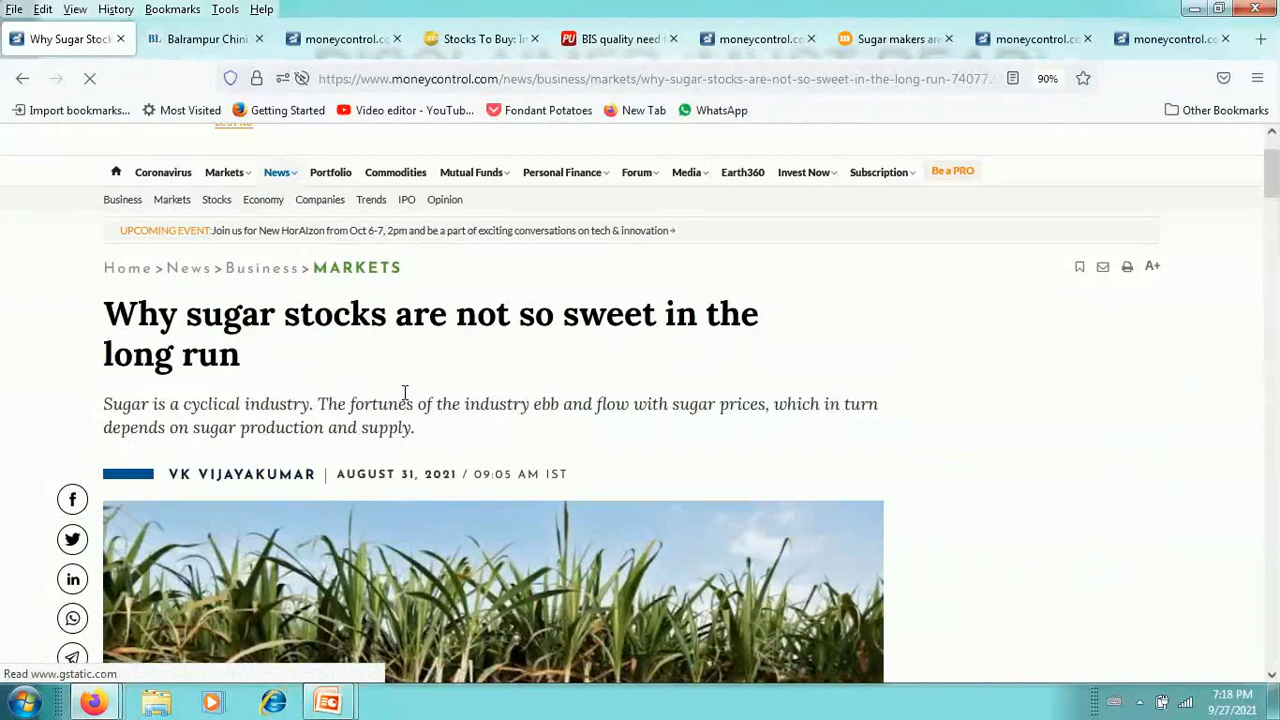 File Edit View History Bookmarks Tools Help
Why Sugar Stock
Balrampur Chini
moneycontrol.co
Stocks To Buy: In
BIS quality need
moneycontrol.co
Sugar makers are
moneycontrol.co
moneycontrol.co
https://www.moneycontrol.com/news/business/markets/why-sugar-stocks-are-not-so-sweet-in-the-long-run-74077 90%
Import bookmarks... Most Visited Getting Started Video editor - YouTub... Fondant Potatoes New Tab WhatsApp Other Bookmarks
Be a PRO
Coronavirus Markets News Portfolio Commodities Mutual Funds Personal Finance Forum Media Earth360 Invest Now Subscription Be a PRO
Business Markets Stocks Economy Companies Trends IPO Opinion
UPCOMING EVENT:Join us for New HorAIzon from Oct 6-7, 2pm and be a part of exciting conversations on tech & innovation
Home > News > Business > MARKETS A+
Why sugar stocks are not so sweet in the
long run
Sugar is a cyclical industry. The fortunes of the industry ebb and flow with sugar prices, which in turn
depends on sugar production and supply.
VK VIJAYAKUMAR | AUGUST 31, 2021 / 09:05 AM IST
Read www.gstatic.com
7:18 PM
9/27/2021